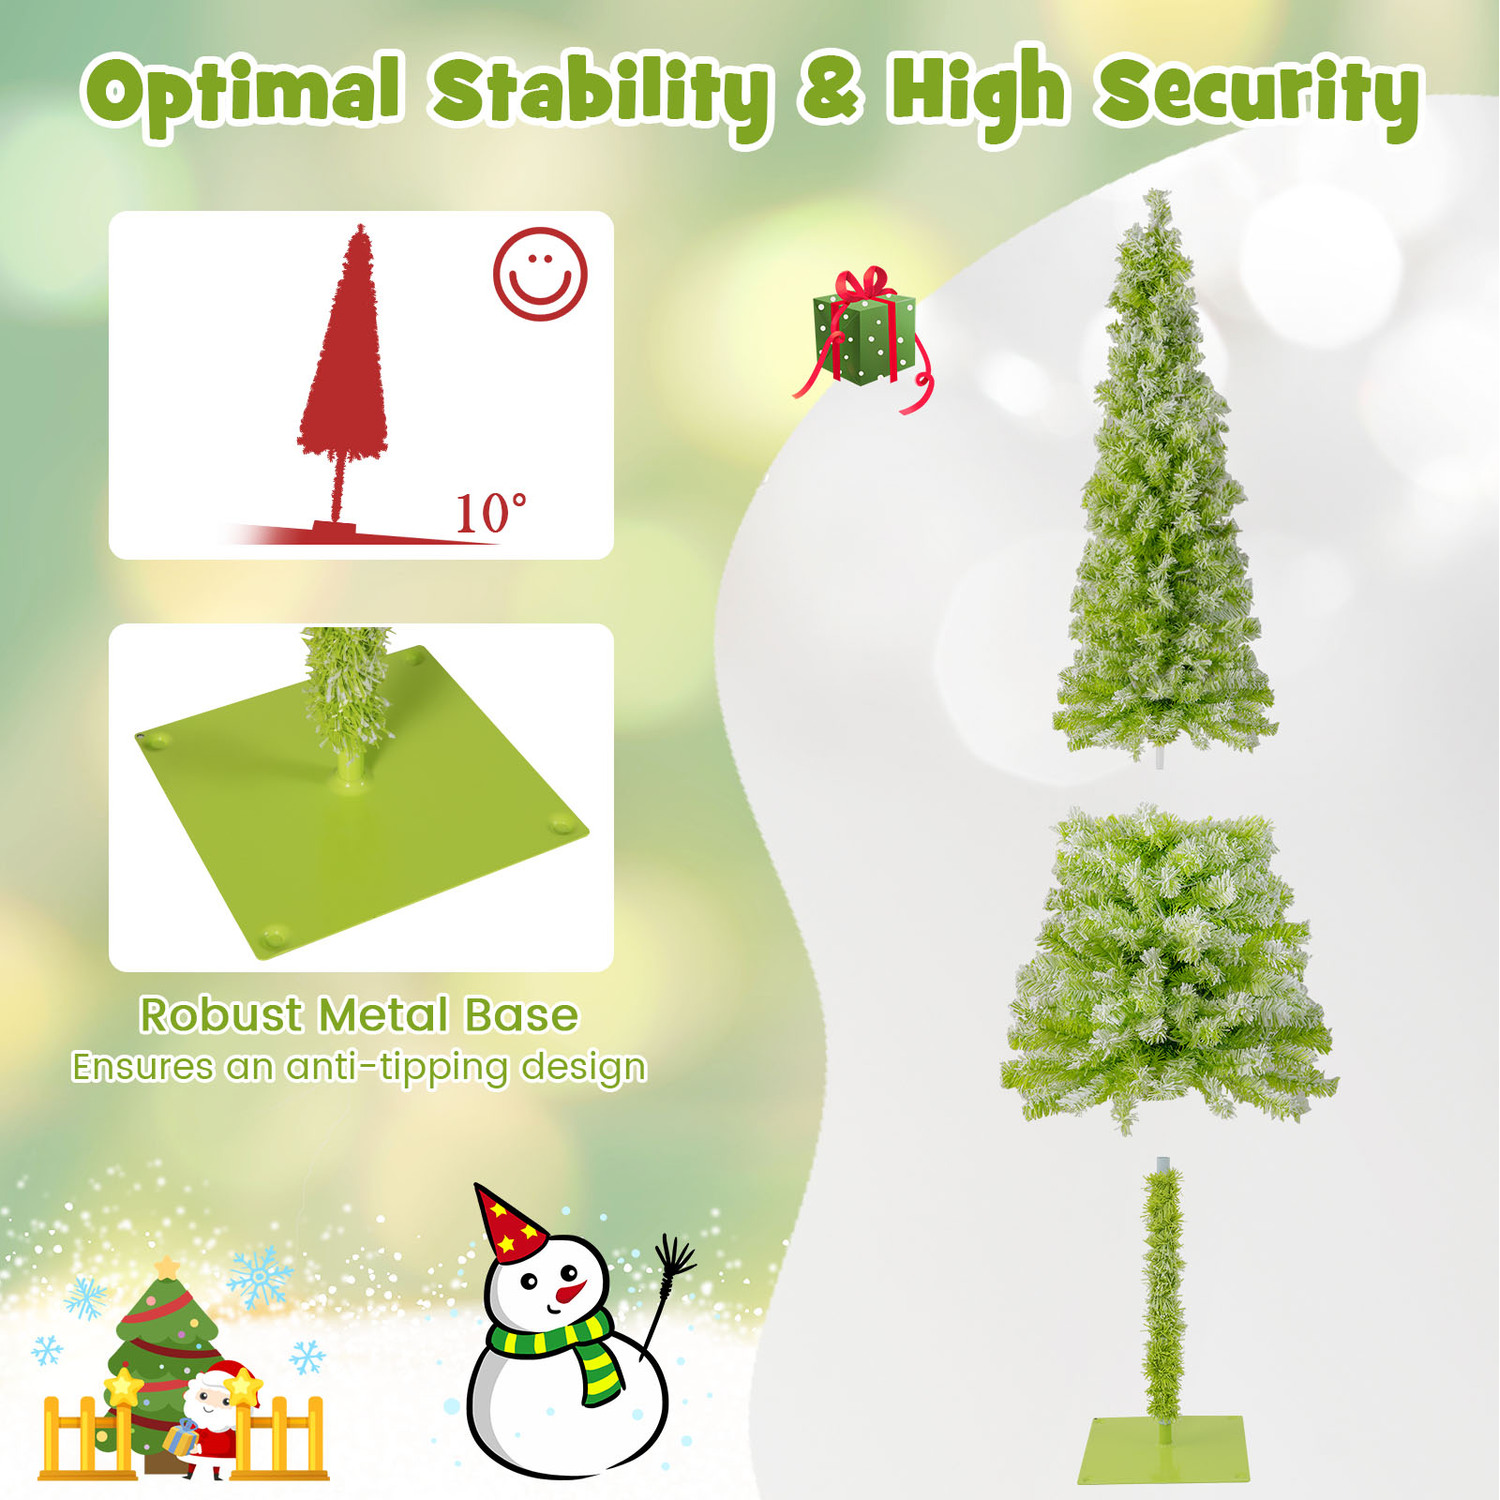 Optimal Stability & High Security
10°
Robust Metal Base
Ensures an anti-tipping design